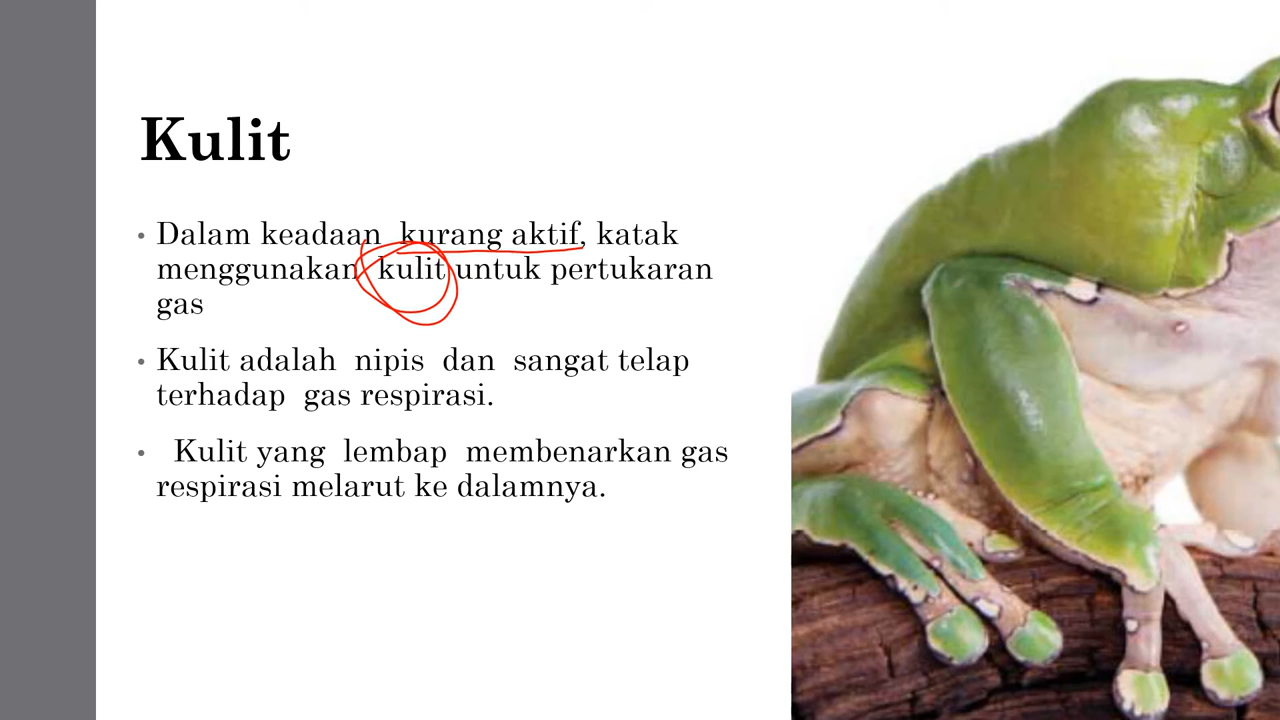 Kulit
• Dalam keadaan kurang aktif, katak
menggunakan kulit untuk pertukaran
gas
• Kulit adalah nipis dan sangat telap
terhadap gas respirasi.
• Kulit yang lembap membenarkan gas
respirasi melarut ke dalamnya.